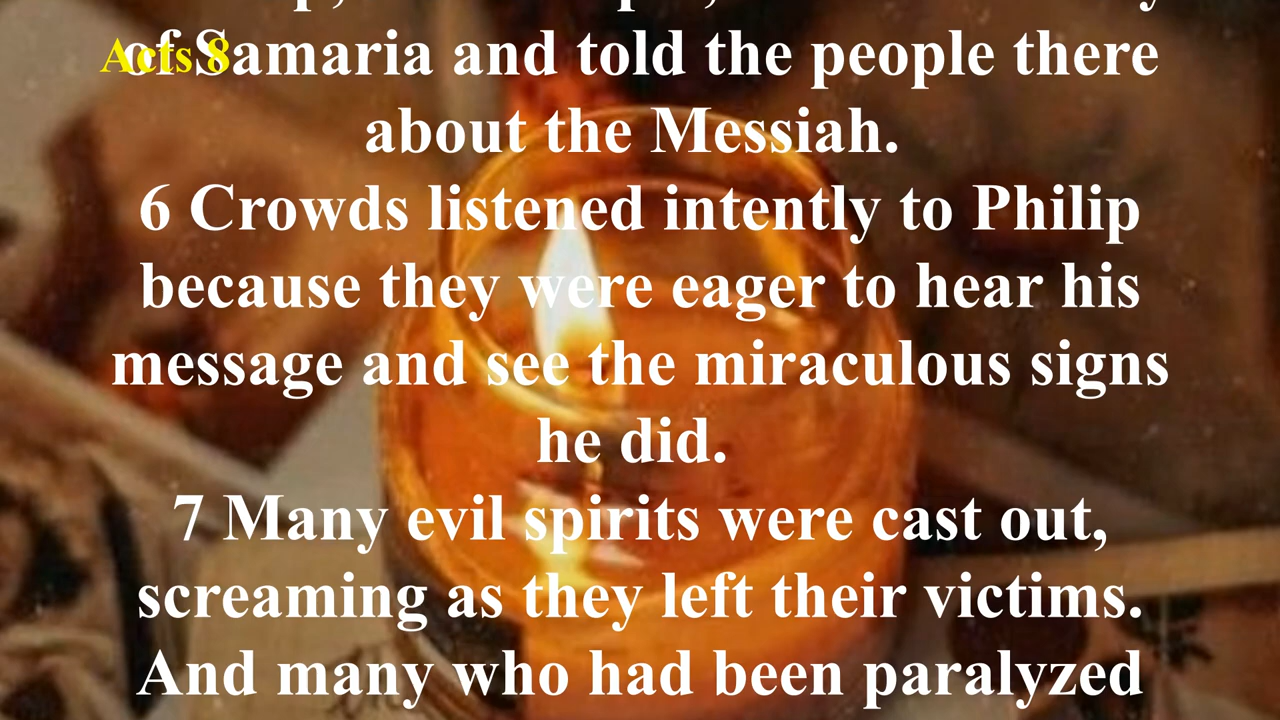 Acts 8
of Samaria and told the people there
about the Messiah.
6 Crowds listened intently to Philip
because they were eager to hear his
message and see the miraculous signs
he did.
7 Many evil spirits were cast out,
screaming as they left their victims.
And many who had been paralyzed